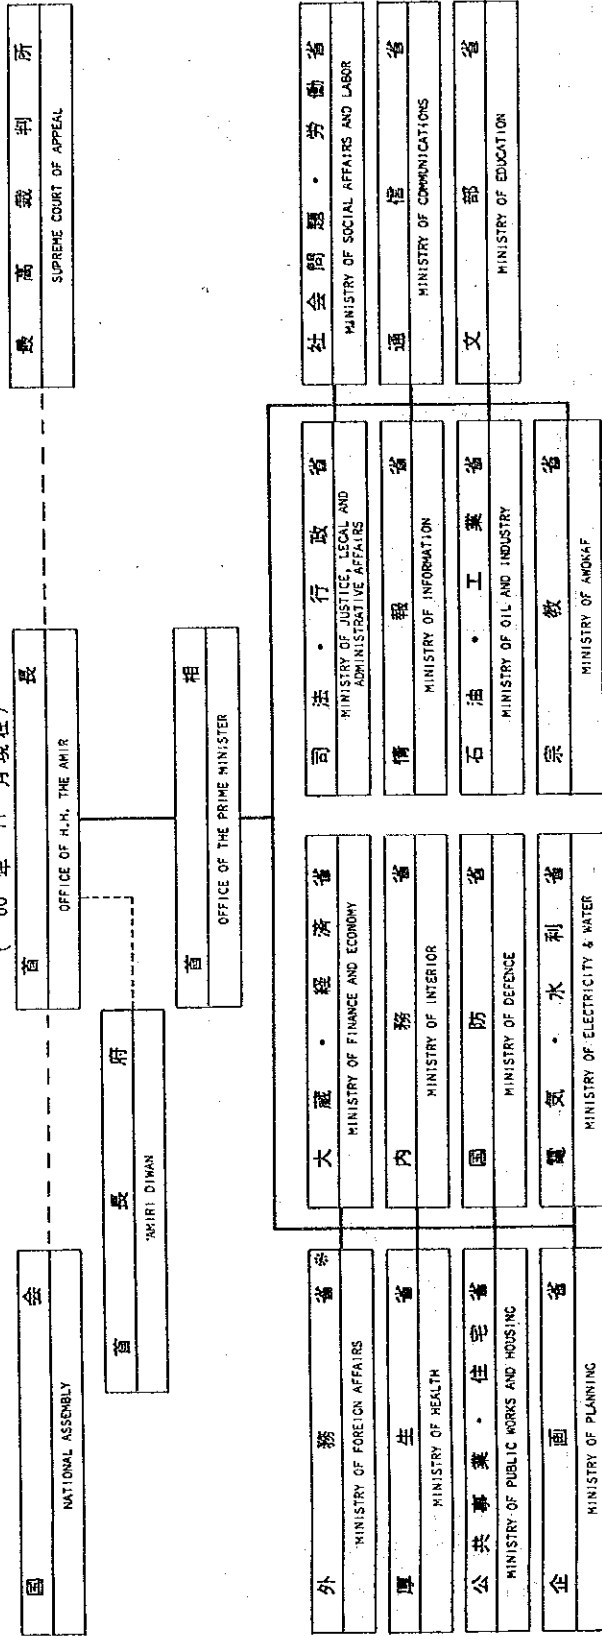 国会
NATIONAL ASSEMBLY
首長
OFFICE OF H.H. THE AMIR
最高裁判所
SUPREME COURT OF APPEAL
首長府
AMIRI DIWAN
首相
OFFICE OF THE PRIME MINISTER
外務省※
MINISTRY OF FOREIGN AFFAIRS
大蔵・経済省
MINISTRY OF FINANCE AND ECONOMY
司法・行政省
MINISTRY OF JUSTICE, LEGAL AND
ADMINISTRATIVE AFFAIRS
社会問題・労働省
MINISTRY OF SOCIAL AFFAIRS AND LABOR
厚生省
MINISTRY OF HEALTH
内務省
MINISTRY OF INTERIOR
情報省
MINISTRY OF INFORMATION
通信省
MINISTRY OF COMMUNICATIONS
公共事業・住宅省
MINISTRY OF PUBLIC WORKS AND HOUSING
国防省
MINISTRY OF DEFENCE
石油・工業省
MINISTRY OF OIL AND INDUSTRY
文部省
MINISTRY OF EDUCATION
企画省
MINISTRY OF PLANNING
電気・水利省
MINISTRY OF ELECTRICITY & WATER
宗教省
MINISTRY OF AWQKAF